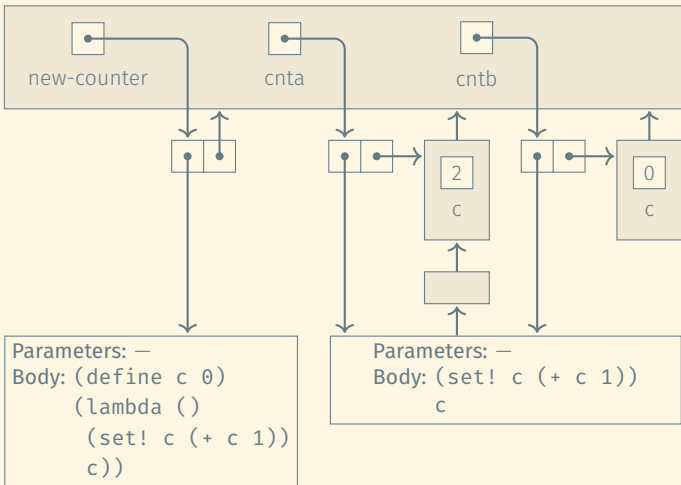 new-counter
cnta
cntb
2
c
0
c
Parameters: —
Body: (define c 0)
(lambda ()
(set! c (+ c 1))
c))
Parameters: —
Body: (set! c (+ c 1))
c